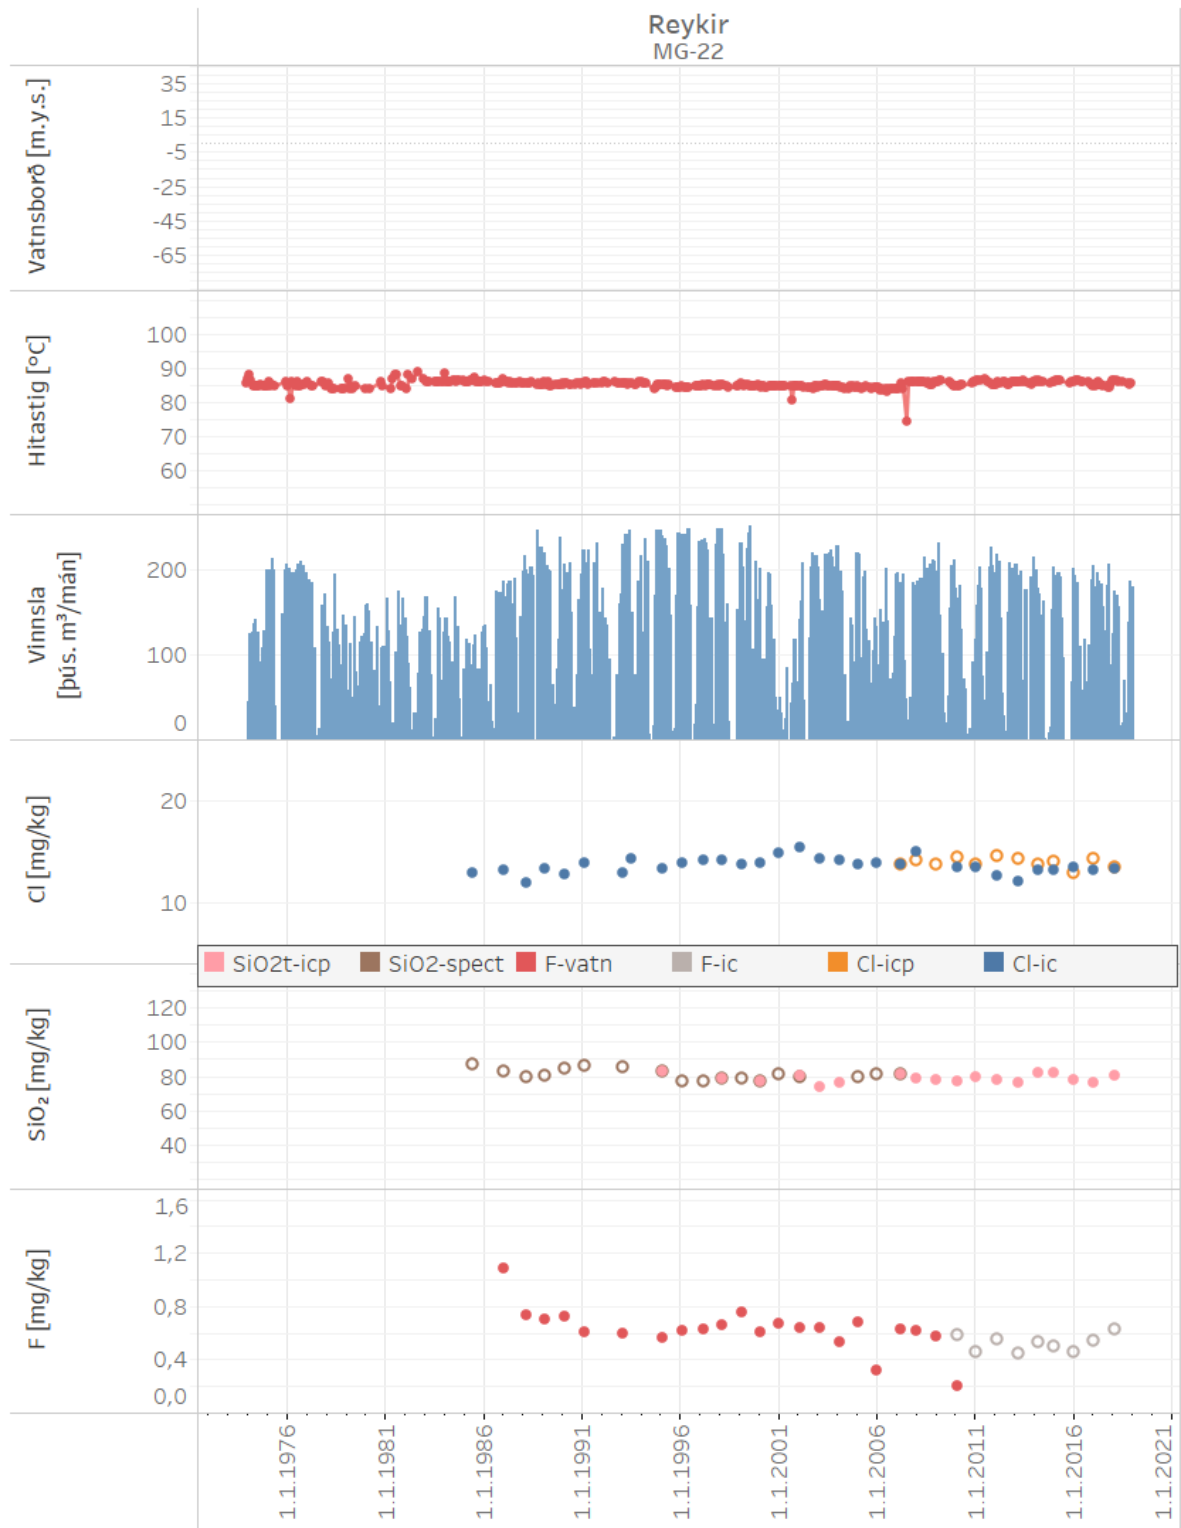 Reykir
MG-22
Vatnsborð [m.y.s.]
35
15
-5
-25
-45
-65
Hitastig [°C]
100
90
80
70
60
Vinnsla
[þús. m³/mán]
200
100
0
Cl [mg/kg]
20
10
SiO2t-icp SiO2-spect F-vatn F-ic Cl-icp Cl-ic
SiO₂ [mg/kg]
120
100
80
60
40
F [mg/kg]
1,6
1,2
0,8
0,4
0,0
1.1.1976 1.1.1981 1.1.1986 1.1.1991 1.1.1996 1.1.2001 1.1.2006 1.1.2011 1.1.2016 1.1.2021